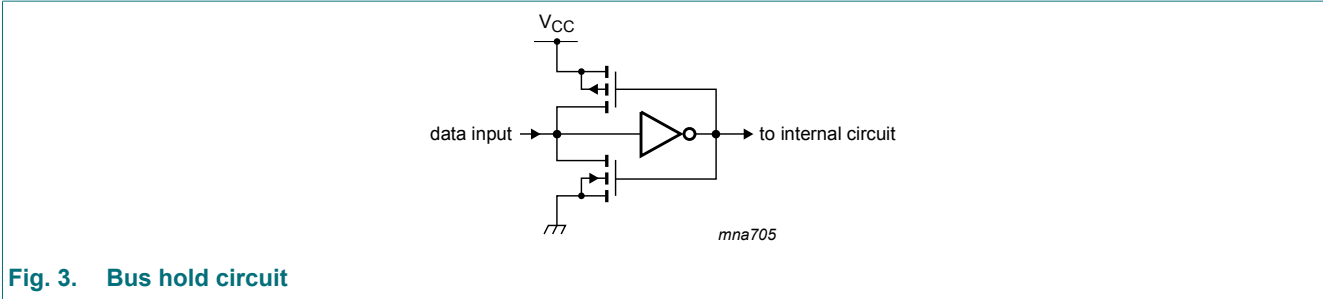 VCC
data input
to internal circuit
mna705
Fig. 3. Bus hold circuit